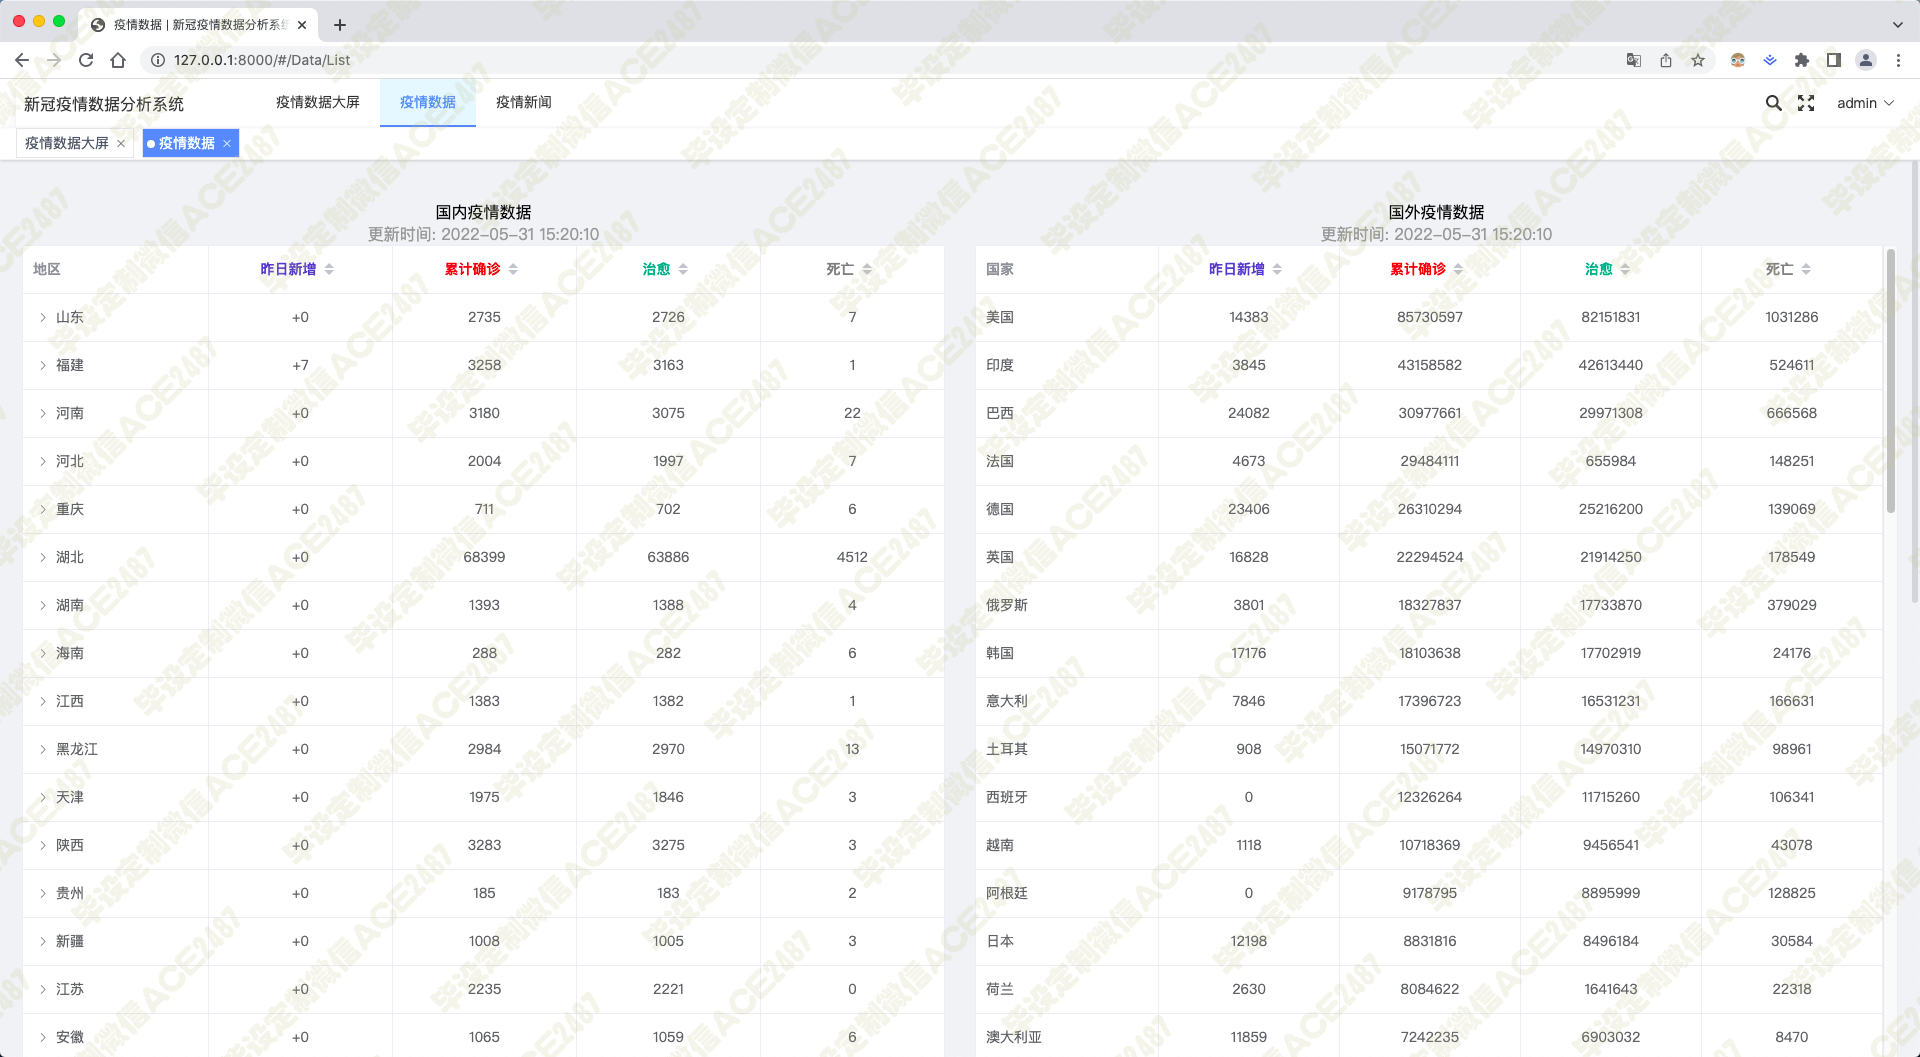 疫情数据 | 新冠疫情数据分析系统
127.0.0.1:8000/#/Data/List
新冠疫情数据分析系统 疫情数据大屏 疫情数据 疫情新闻 admin
疫情数据大屏 疫情数据
国内疫情数据
更新时间: 2022-05-31 15:20:10
地区 昨日新增 累计确诊 治愈 死亡
山东 +0 2735 2726 7
福建 +7 3258 3163 1
河南 +0 3180 3075 22
河北 +0 2004 1997 7
重庆 +0 711 702 6
湖北 +0 68399 63886 4512
湖南 +0 1393 1388 4
海南 +0 288 282 6
江西 +0 1383 1382 1
黑龙江 +0 2984 2970 13
天津 +0 1975 1846 3
陕西 +0 3283 3275 3
贵州 +0 185 183 2
新疆 +0 1008 1005 3
江苏 +0 2235 2221 0
安徽 +0 1065 1059 6
国外疫情数据
更新时间: 2022-05-31 15:20:10
国家 昨日新增 累计确诊 治愈 死亡
美国 14383 85730597 82151831 1031286
印度 3845 43158582 42613440 524611
巴西 24082 30977661 29971308 666568
法国 4673 29484111 655984 148251
德国 23406 26310294 25216200 139069
英国 16828 22294524 21914250 178549
俄罗斯 3801 18327837 17733870 379029
韩国 17176 18103638 17702919 24176
意大利 7846 17396723 16531231 166631
土耳其 908 15071772 14970310 98961
西班牙 0 12326264 11715260 106341
越南 1118 10718369 9456541 43078
阿根廷 0 9178795 8895999 128825
日本 12198 8831816 8496184 30584
荷兰 2630 8084622 1641643 22318
澳大利亚 11859 7242235 6903032 8470
毕设定制微信ACE2487